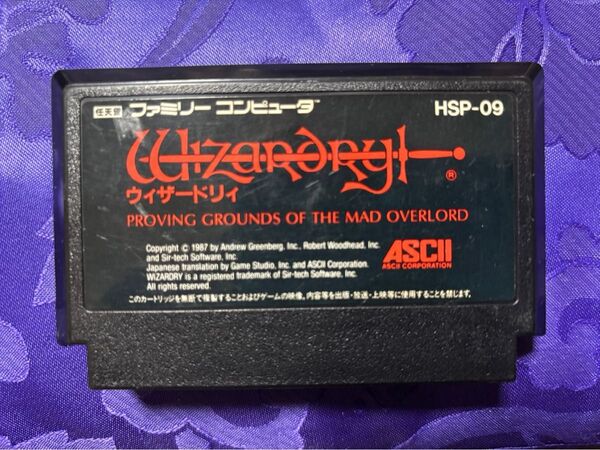 任天堂 ファミリー コンピュータ™ HSP-09
Wizardry®
ウィザードリィ
PROVING GROUNDS OF THE MAD OVERLORD
Copyright © 1987 by Andrew Greenberg, Inc., Robert Woodhead, Inc.
and Sir-tech Software, Inc.
Japanese translation by Game Studio, Inc. and ASCII Corporation.
WIZARDRY is a registered trademark of Sir-tech Software, Inc.
All rights reserved.
ASCII
ASCII CORPORATION
このカートリッジを無断で複製することおよびゲームの映像、内容等を出版・放送・上映等に使用することを禁じます。